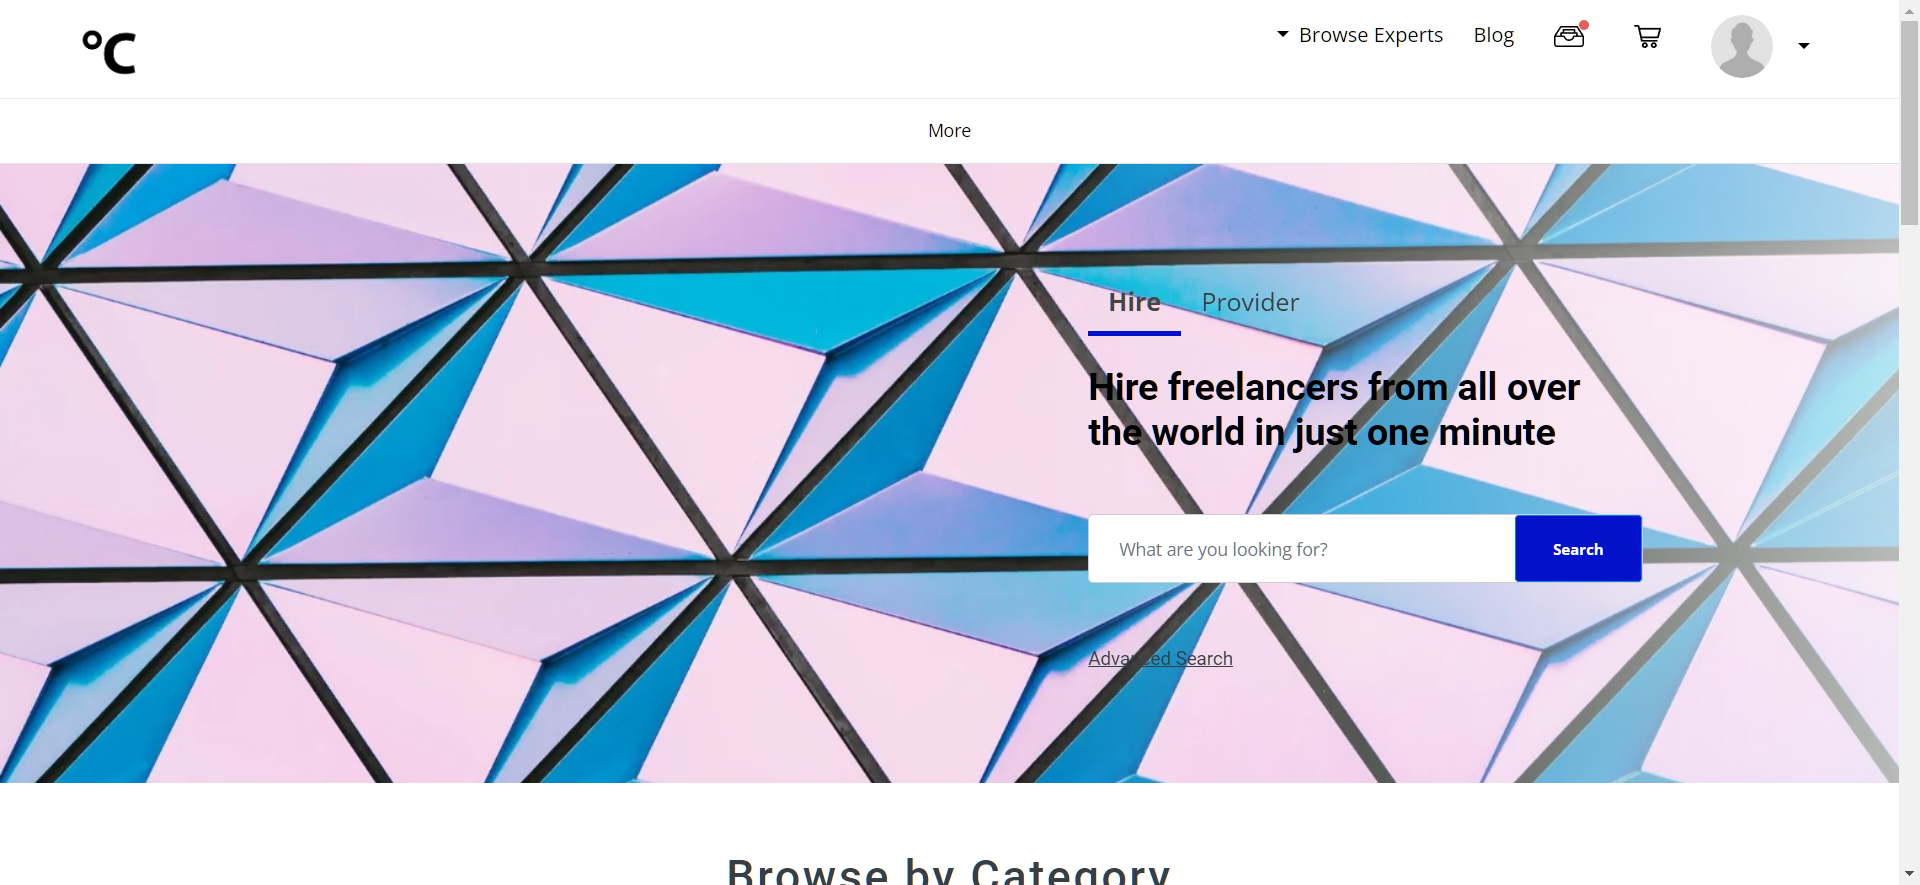 °C
Browse Experts
Blog
More
Hire
Provider
Hire freelancers from all over
the world in just one minute
What are you looking for?
Search
Advanced Search
Browse by Category